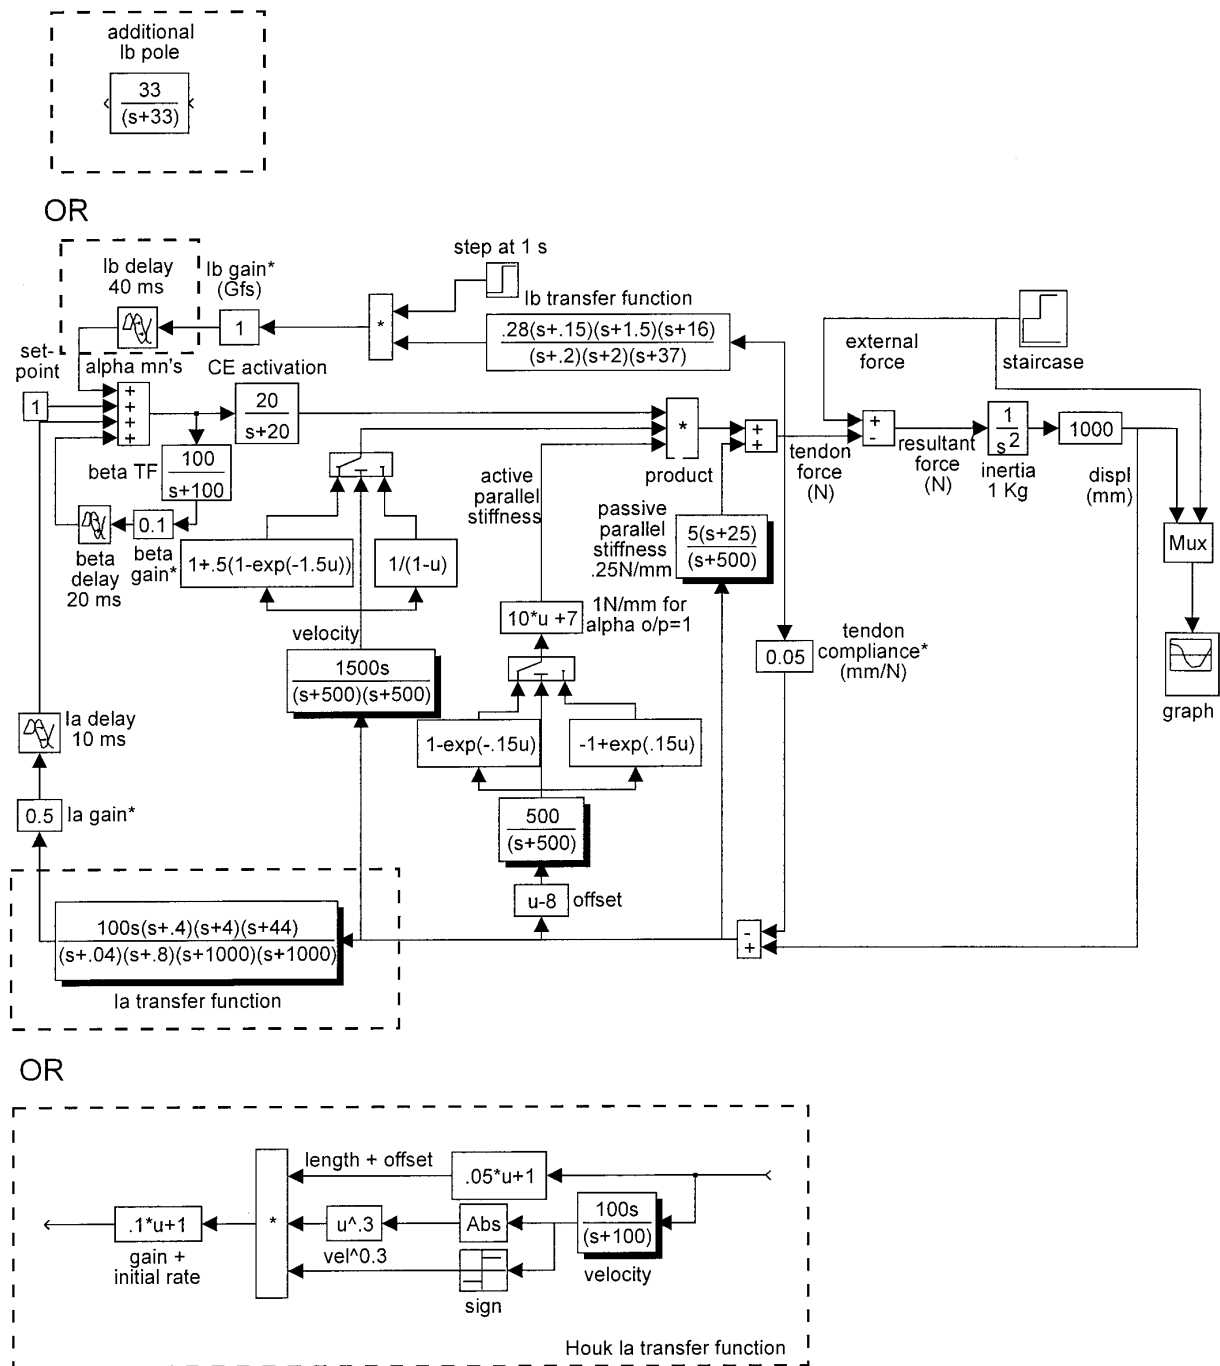 additional
Ib pole
33
(s+33)
OR
step at 1 s
Ib delay
40 ms
Ib gain*
(Gfs)
1
*
Ib transfer function
.28(s+.15)(s+1.5)(s+16)
(s+.2)(s+2)(s+37)
external
force
staircase
set-
point
1
alpha mn's
+
+
+
+
CE activation
20
s+20
beta TF
100
s+100
0.1
beta
delay
20 ms
beta
gain*
*
product
+
+
tendon
force
(N)
+
-
resultant
force
(N)
1
s2
inertia
1 Kg
1000
displ
(mm)
Mux
graph
active
parallel
stiffness
passive
parallel
stiffness
.25N/mm
5(s+25)
(s+500)
1+.5(1-exp(-1.5u))
1/(1-u)
velocity
1500s
(s+500)(s+500)
10*u +7
1N/mm for
alpha o/p=1
0.05
tendon
compliance*
(mm/N)
1-exp(-.15u)
-1+exp(.15u)
500
(s+500)
u-8
offset
Ia delay
10 ms
0.5
Ia gain*
-
+
100s(s+.4)(s+4)(s+44)
(s+.04)(s+.8)(s+1000)(s+1000)
Ia transfer function
OR
length + offset
.05*u+1
.1*u+1
gain +
initial rate
*
u^.3
vel^0.3
Abs
100s
(s+100)
velocity
sign
Houk Ia transfer function